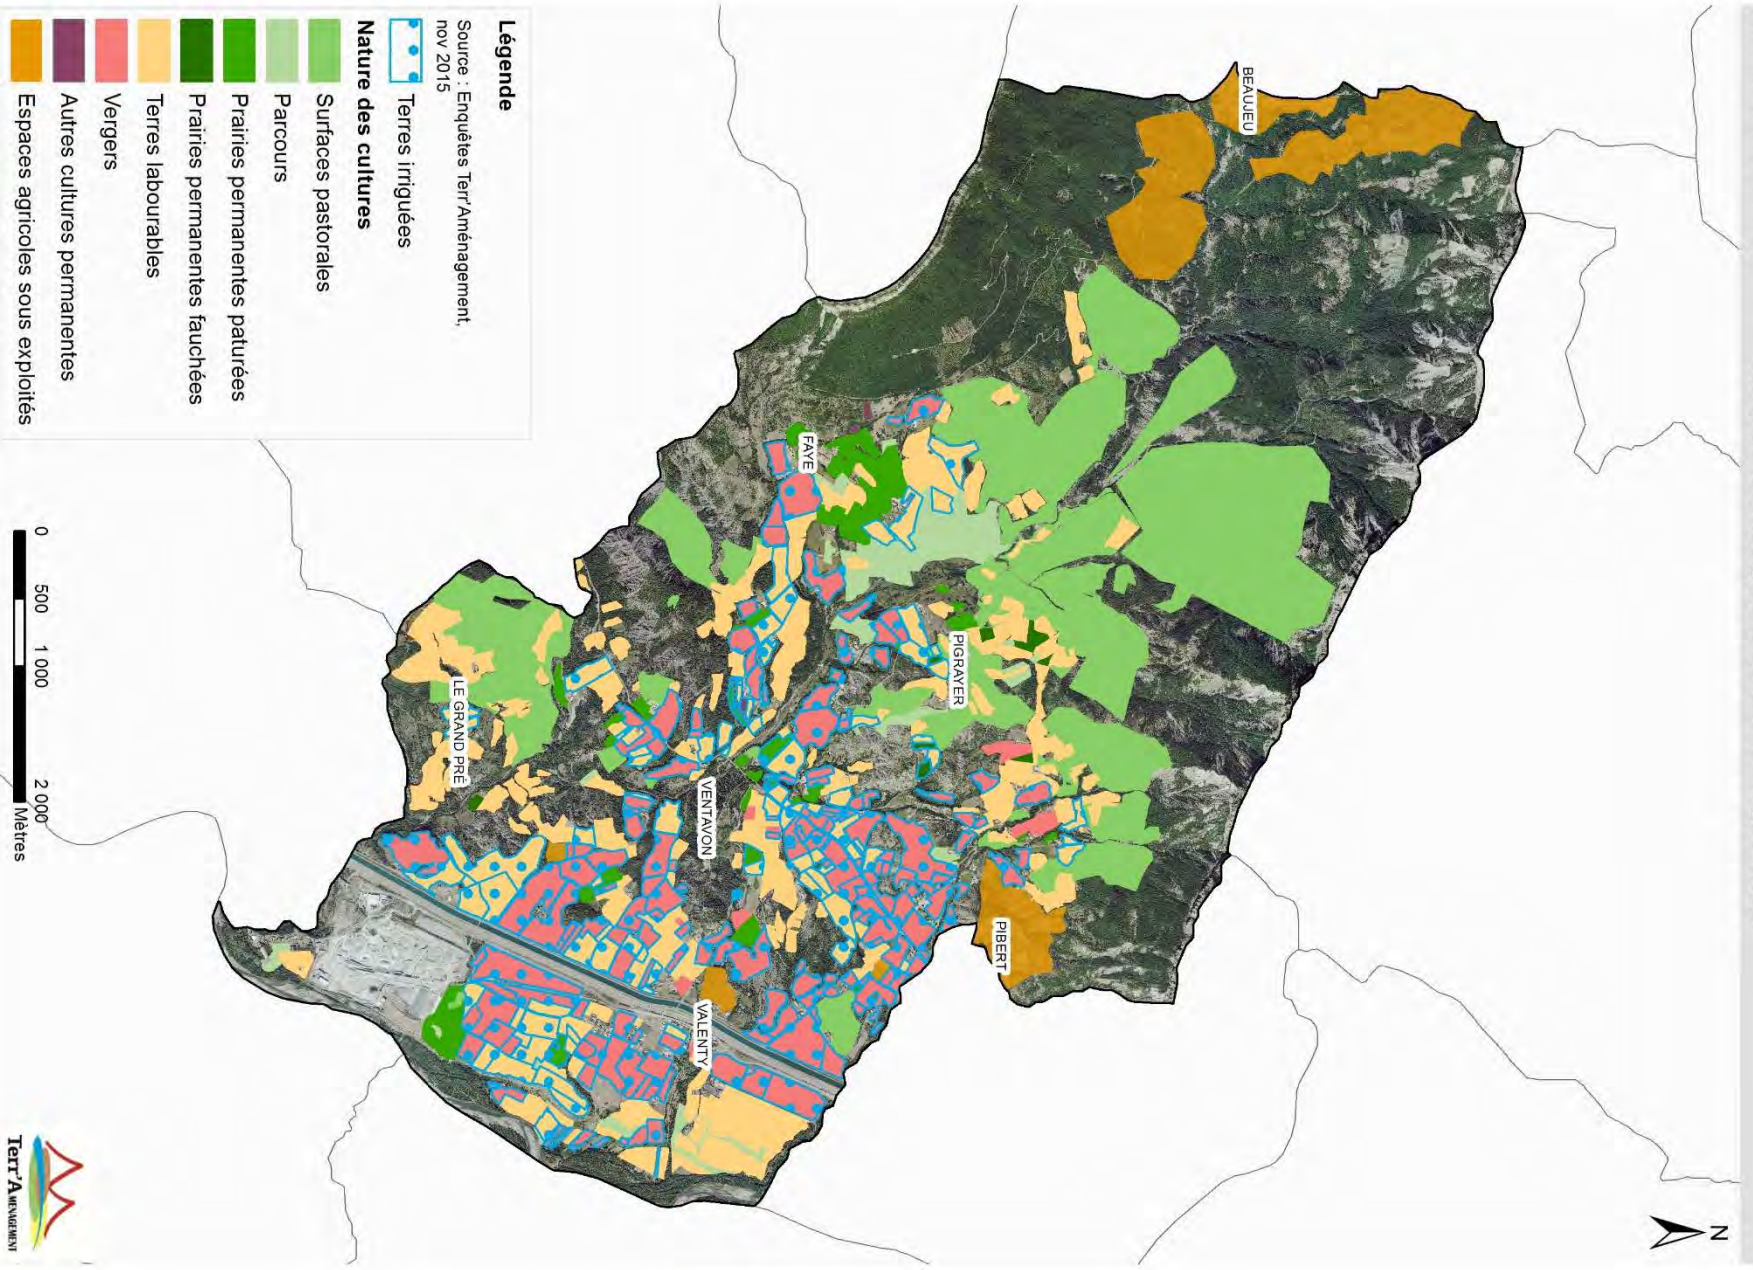 Légende
Source : Enquêtes Terr'Aménagement,
nov 2015
Terres irriguées
Nature des cultures
Surfaces pastorales
Parcours
Prairies permanentes paturées
Prairies permanentes fauchées
Terres labourables
Vergers
Autres cultures permanentes
Espaces agricoles sous exploités
BEAUJEU
FAYE
PIGRAYER
LE GRAND PRÉ
VENTAVON
PIBERT
VALENTY
0 500 1 000 2 000
Mètres
N
Terr'Aménagement